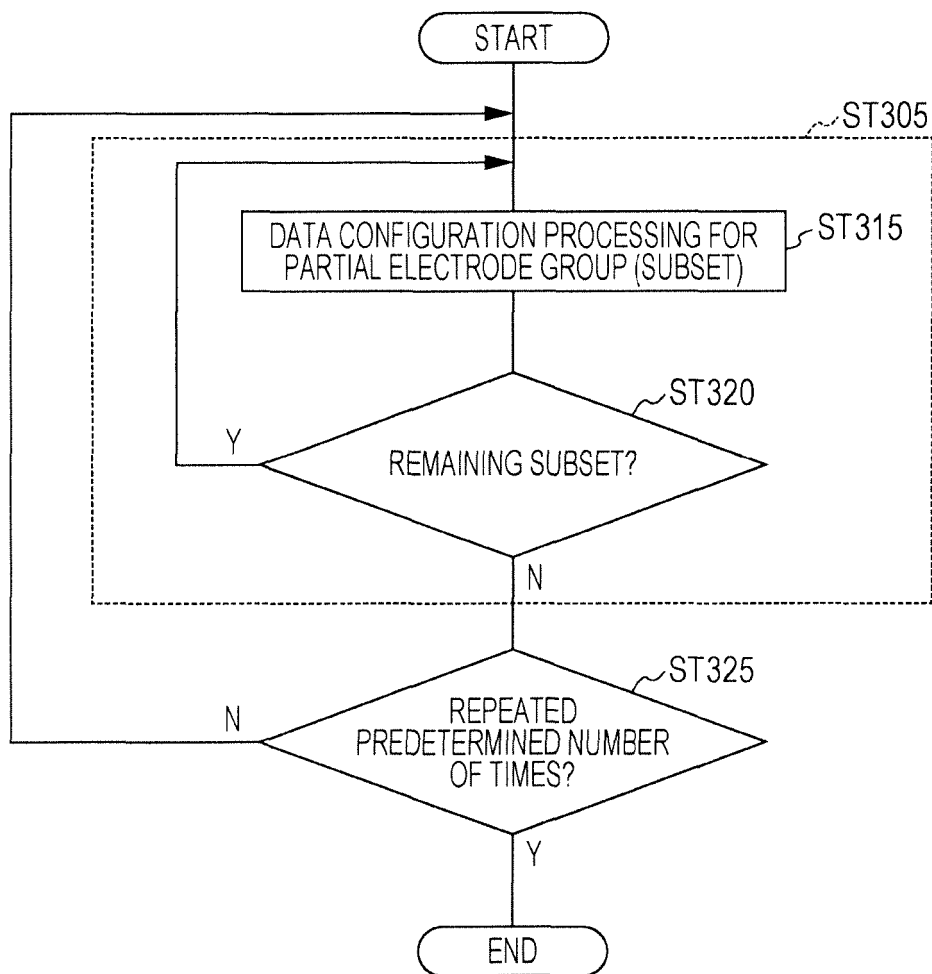 START
ST305
DATA CONFIGURATION PROCESSING FOR
PARTIAL ELECTRODE GROUP (SUBSET)
ST315
ST320
Y
REMAINING SUBSET?
N
ST325
N
REPEATED
PREDETERMINED NUMBER
OF TIMES?
Y
END